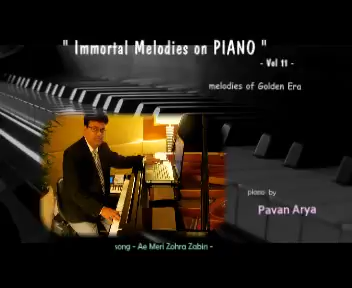 " Immortal Melodies on PIANO "
- Vol 11 -
melodies of Golden Era
piano by
Pavan Arya
song - Ae Meri Zohra Zabin -